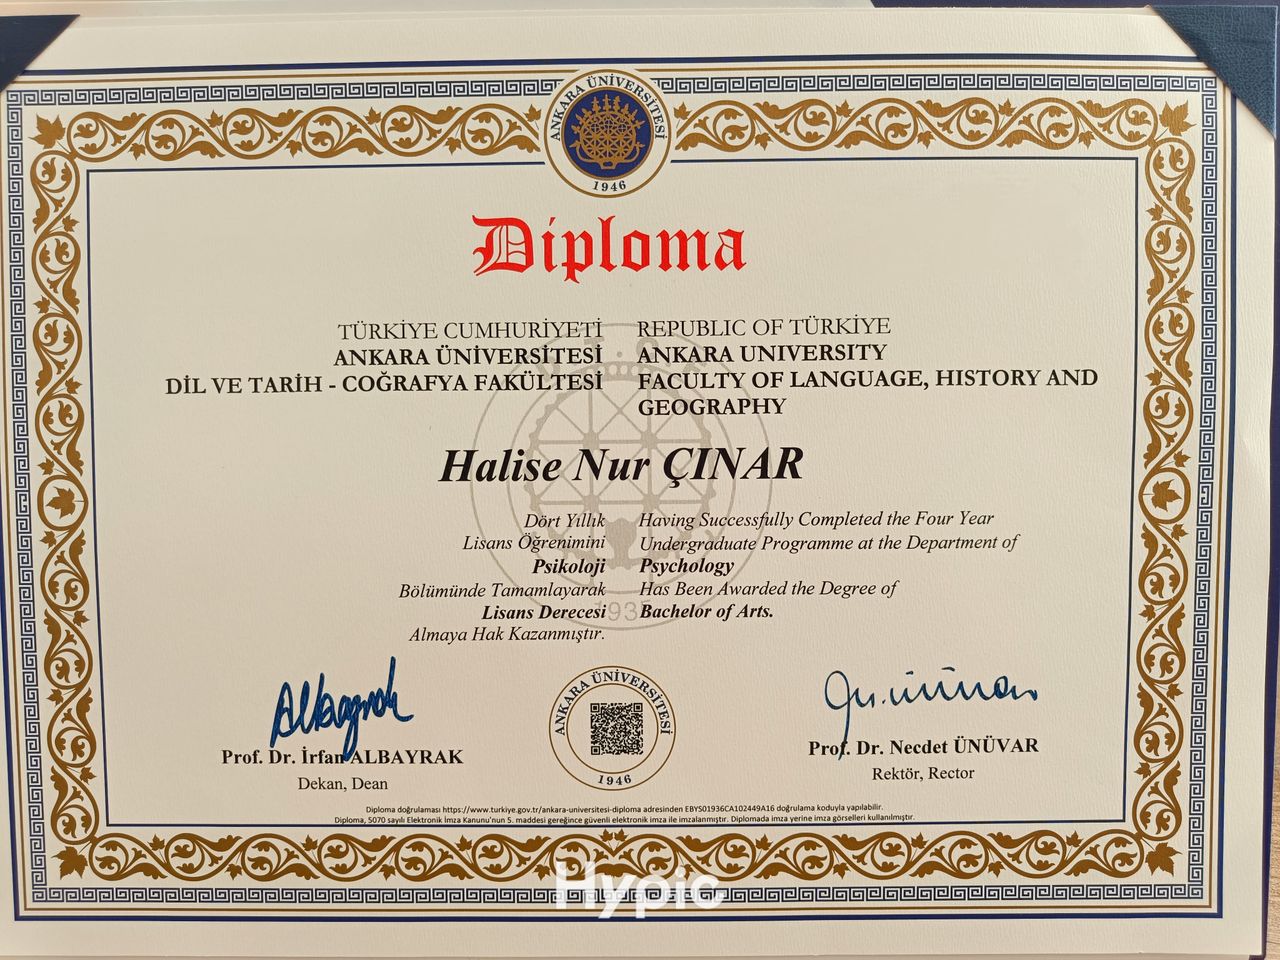 ANKARA ÜNİVERSİTESİ
1946
Diploma
TÜRKİYE CUMHURİYETİ
ANKARA ÜNİVERSİTESİ
DİL VE TARİH - COĞRAFYA FAKÜLTESİ
REPUBLIC OF TÜRKİYE
ANKARA UNIVERSITY
FACULTY OF LANGUAGE, HISTORY AND
GEOGRAPHY
Halise Nur ÇINAR
Dört Yıllık
Lisans Öğrenimini
Psikoloji
Bölümünde Tamamlayarak
Lisans Derecesi
Almaya Hak Kazanmıştır.
Having Successfully Completed the Four Year
Undergraduate Programme at the Department of
Psychology
Has Been Awarded the Degree of
Bachelor of Arts.
1935
Albayrak
Prof. Dr. İrfan ALBAYRAK
Dekan, Dean
ANKARA ÜNİVERSİTESİ
1946
Prof. Dr. Necdet ÜNÜVAR
Rektör, Rector
Diploma doğrulaması https://www.turkiye.gov.tr/ankara-universitesi-diploma adresinden EBYS01936CA102449A16 doğrulama koduyla yapılabilir.
Diploma, 5070 sayılı Elektronik İmza Kanunu'nun 5. maddesi gereğince güvenli elektronik imza ile imzalanmıştır. Diplomada imza yerine imza görselleri kullanılmıştır.
Hypic